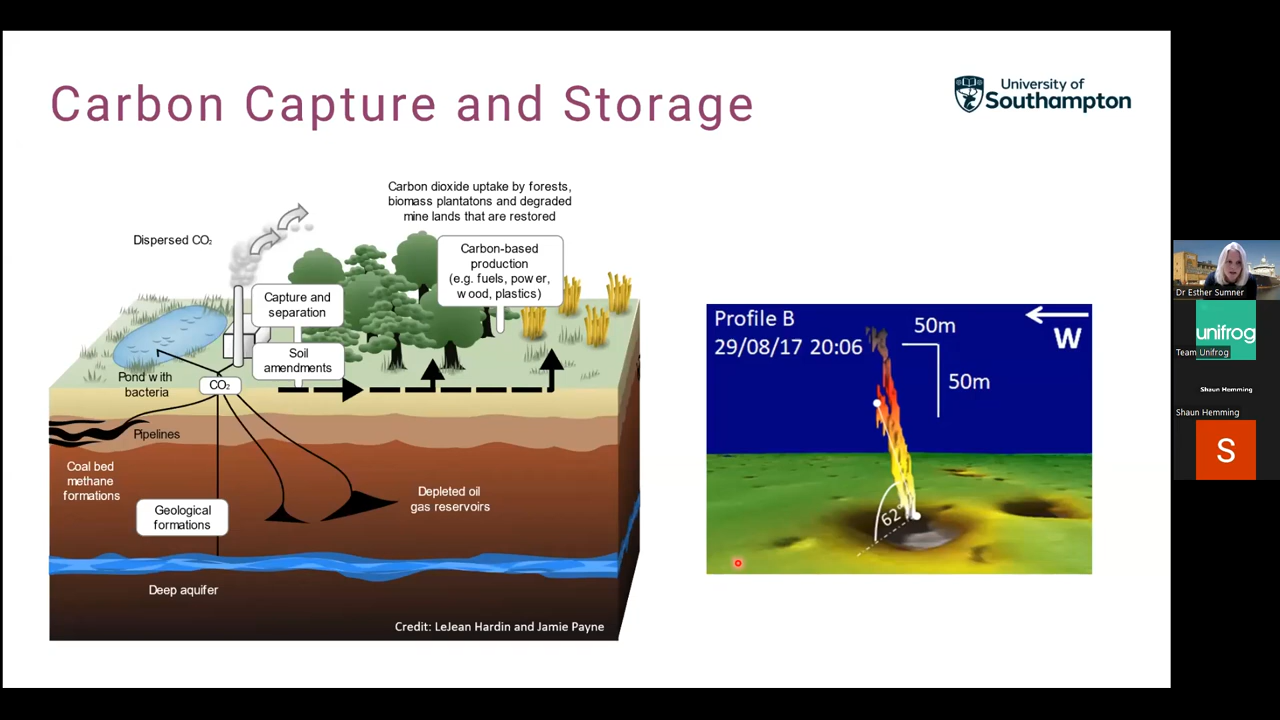 Carbon Capture and Storage
University of
Southampton
Carbon dioxide uptake by forests,
biomass plantatons and degraded
mine lands that are restored
Dispersed CO₂
Carbon-based
production
(e.g. fuels, power,
wood, plastics)
Capture and
separation
Soil
amendments
Pond with
bacteria
CO₂
Pipelines
Coal bed
methane
formations
Geological
formations
Depleted oil
gas reservoirs
Deep aquifer
Credit: LeJean Hardin and Jamie Payne
Profile B
29/08/17 20:06
50m
50m
W
62°
Dr Esther Sumner
unifrog
Team Unifrog
Shaun Hemming
Shaun Hemming
S